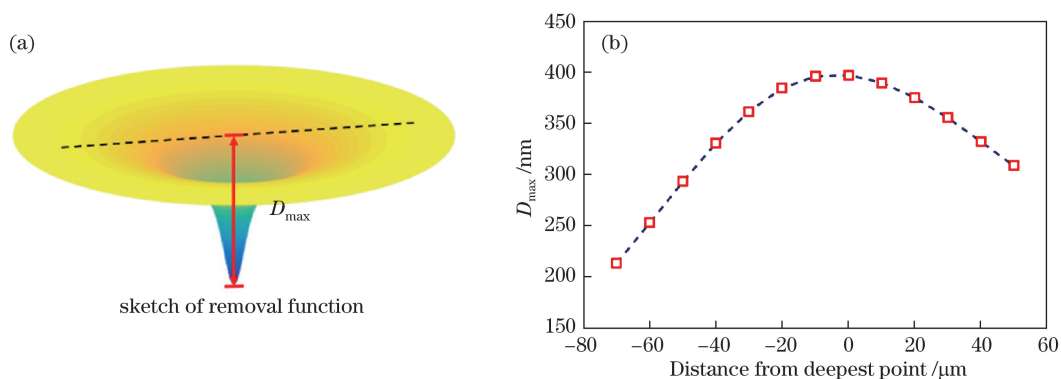 (a)
D_max
sketch of removal function
(b)
D_max /nm
450
400
350
300
250
200
150
−80 −60 −40 −20 0 20 40 60
Distance from deepest point /μm